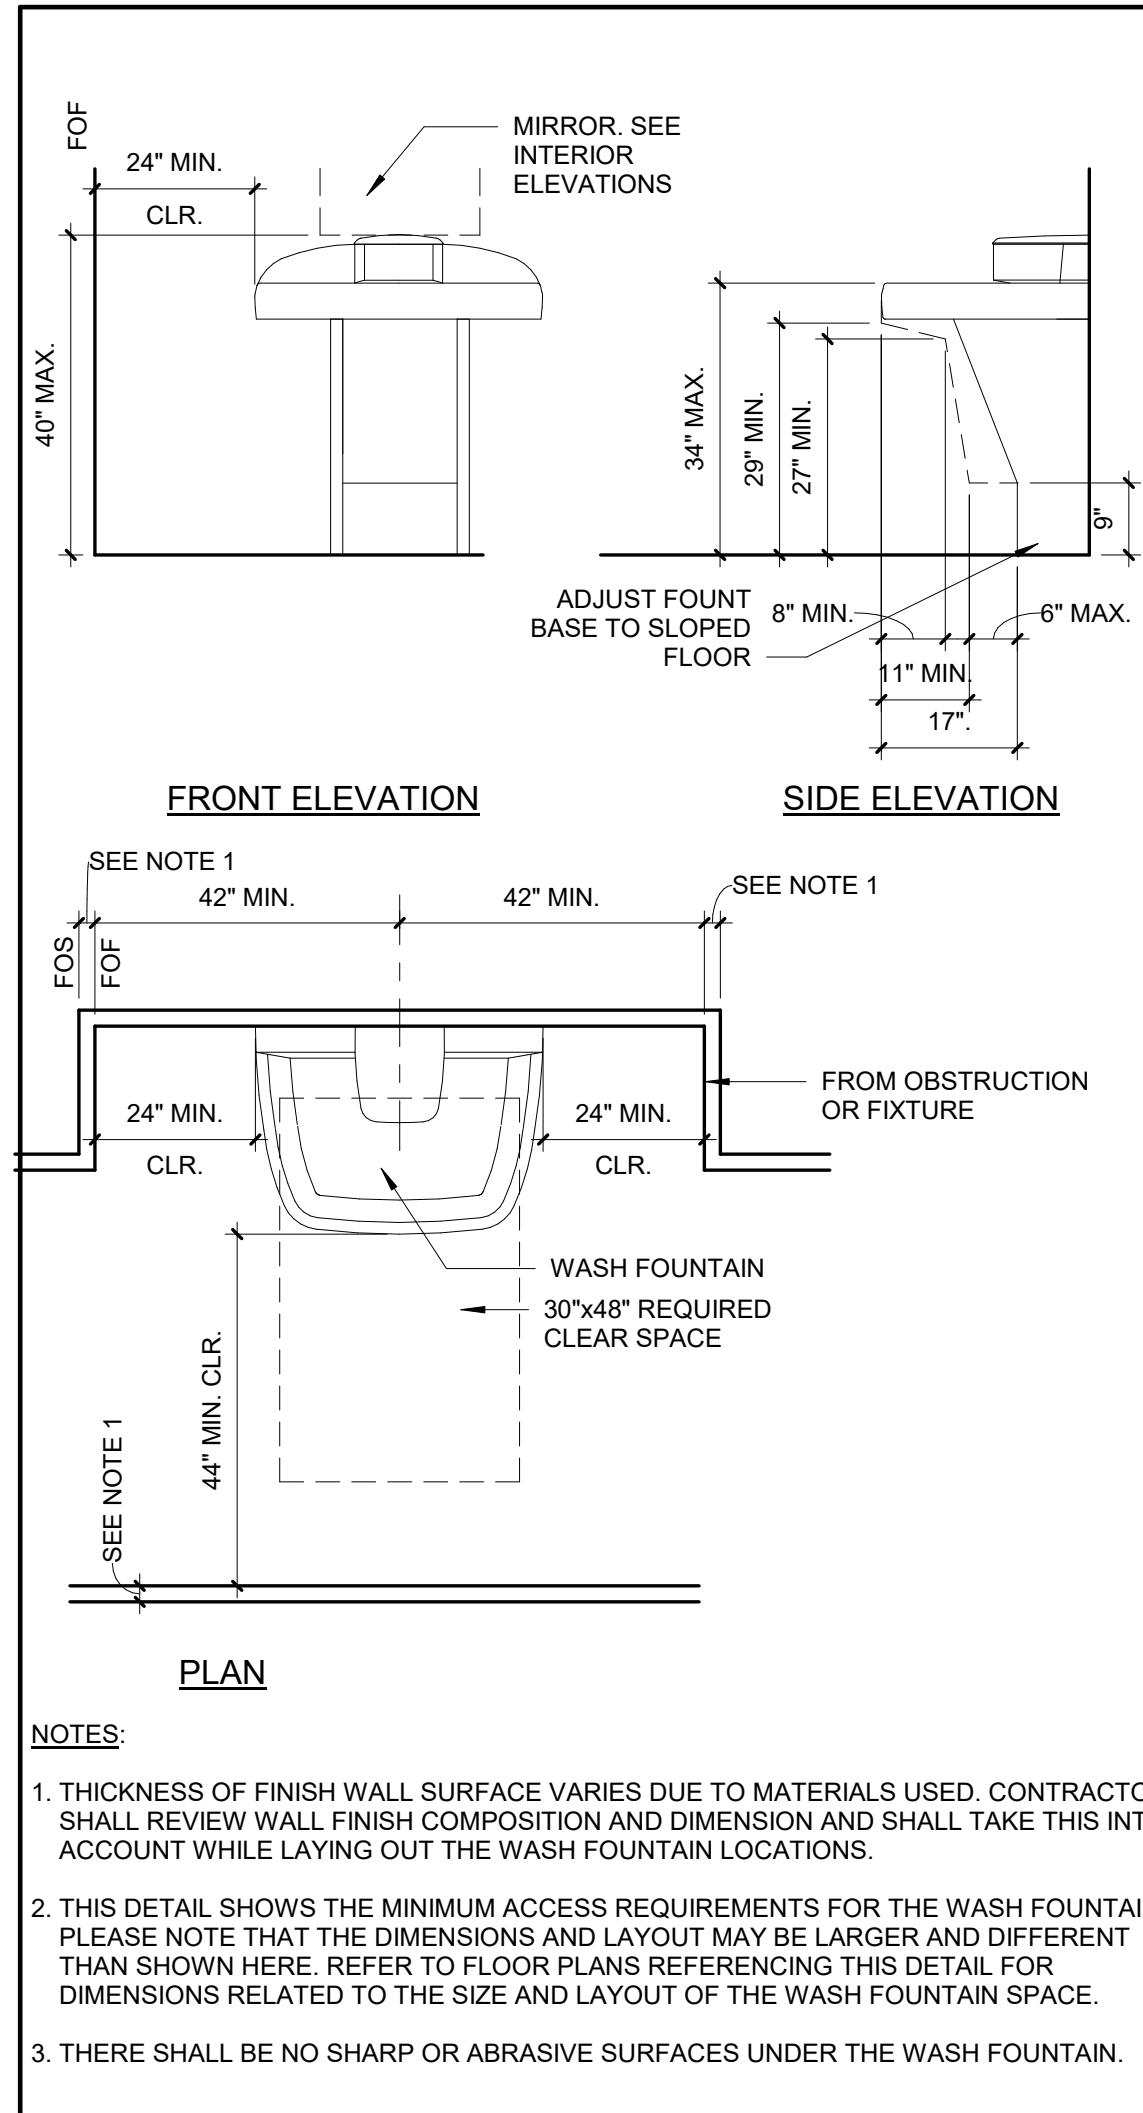 FOF
24" MIN.
CLR.
MIRROR. SEE
INTERIOR
ELEVATIONS
40" MAX.
34" MAX.
29" MIN.
27" MIN.
9"
ADJUST FOUNT
BASE TO SLOPED
FLOOR
8" MIN.
6" MAX.
11" MIN.
17".
FRONT ELEVATION
SIDE ELEVATION
SEE NOTE 1
42" MIN.
42" MIN.
SEE NOTE 1
FOS
FOF
FROM OBSTRUCTION
OR FIXTURE
24" MIN.
CLR.
24" MIN.
CLR.
WASH FOUNTAIN
30"x48" REQUIRED
CLEAR SPACE
44" MIN. CLR.
SEE NOTE 1
PLAN
NOTES:
1. THICKNESS OF FINISH WALL SURFACE VARIES DUE TO MATERIALS USED. CONTRACTO
SHALL REVIEW WALL FINISH COMPOSITION AND DIMENSION AND SHALL TAKE THIS INT
ACCOUNT WHILE LAYING OUT THE WASH FOUNTAIN LOCATIONS.
2. THIS DETAIL SHOWS THE MINIMUM ACCESS REQUIREMENTS FOR THE WASH FOUNTAI
PLEASE NOTE THAT THE DIMENSIONS AND LAYOUT MAY BE LARGER AND DIFFERENT
THAN SHOWN HERE. REFER TO FLOOR PLANS REFERENCING THIS DETAIL FOR
DIMENSIONS RELATED TO THE SIZE AND LAYOUT OF THE WASH FOUNTAIN SPACE.
3. THERE SHALL BE NO SHARP OR ABRASIVE SURFACES UNDER THE WASH FOUNTAIN.